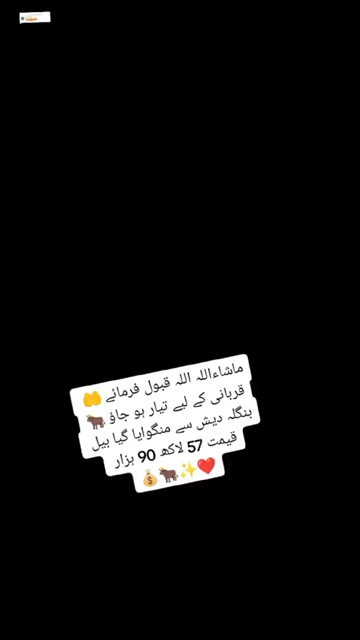 ماشاءاللہ اللہ قبول فرمائے 🤲
قربانی کے لیے تیار ہو جاؤ 🐂
بنگلہ دیش سے منگوایا گیا بیل
قیمت 57 لاکھ 90 ہزار
❤️✨🐂💰